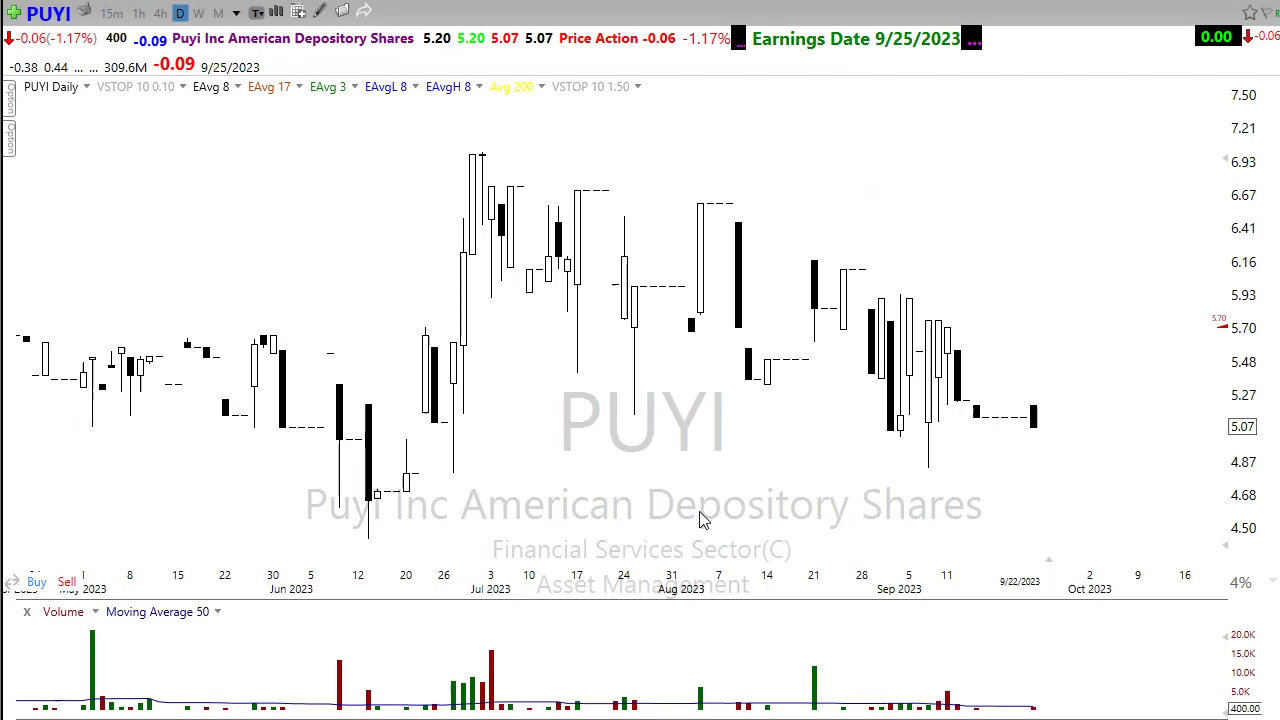 PUYI 15m 1h 4h D W M T
-0.06(-1.17%) 400 -0.09 Puyi Inc American Depository Shares 5.20 5.20 5.07 5.07 Price Action -0.06 -1.17% ... Earnings Date 9/25/2023 ... 0.00 -0.06
-0.38 0.44 ... ... 309.6M -0.09 9/25/2023
PUYI Daily VSTOP 10 0.10 EAvg 8 EAvg 17 EAvg 3 EAvgL 8 EAvgH 8 Avg 200 VSTOP 10 1.50
Option
Option
7.50
7.21
6.93
6.67
6.41
6.16
5.93
5.70
5.70
5.48
5.27
5.07
4.87
4.68
4.50
PUYI
Puyi Inc American Depository Shares
Financial Services Sector(C)
Asset Management
1 8 15 22 30 5 12 20 26 3 10 17 24 31 7 14 21 28 5 11 9/22/2023 2 9 16
Buy Sell 4%
May 2023 Jun 2023 Jul 2023 Aug 2023 Sep 2023 Oct 2023
X Volume Moving Average 50
20.0K
15.0K
10.0K
5.0K
400.00